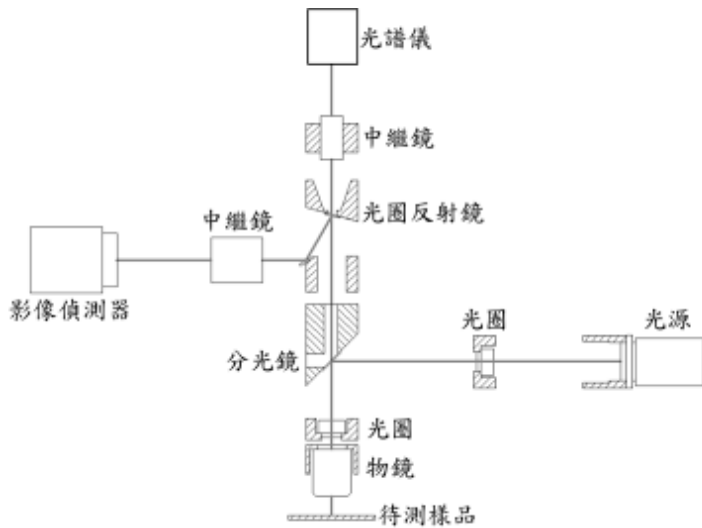 光譜儀
中繼鏡
光圈反射鏡
中繼鏡
影像偵測器
光圈
光源
分光鏡
光圈
物鏡
待測樣品